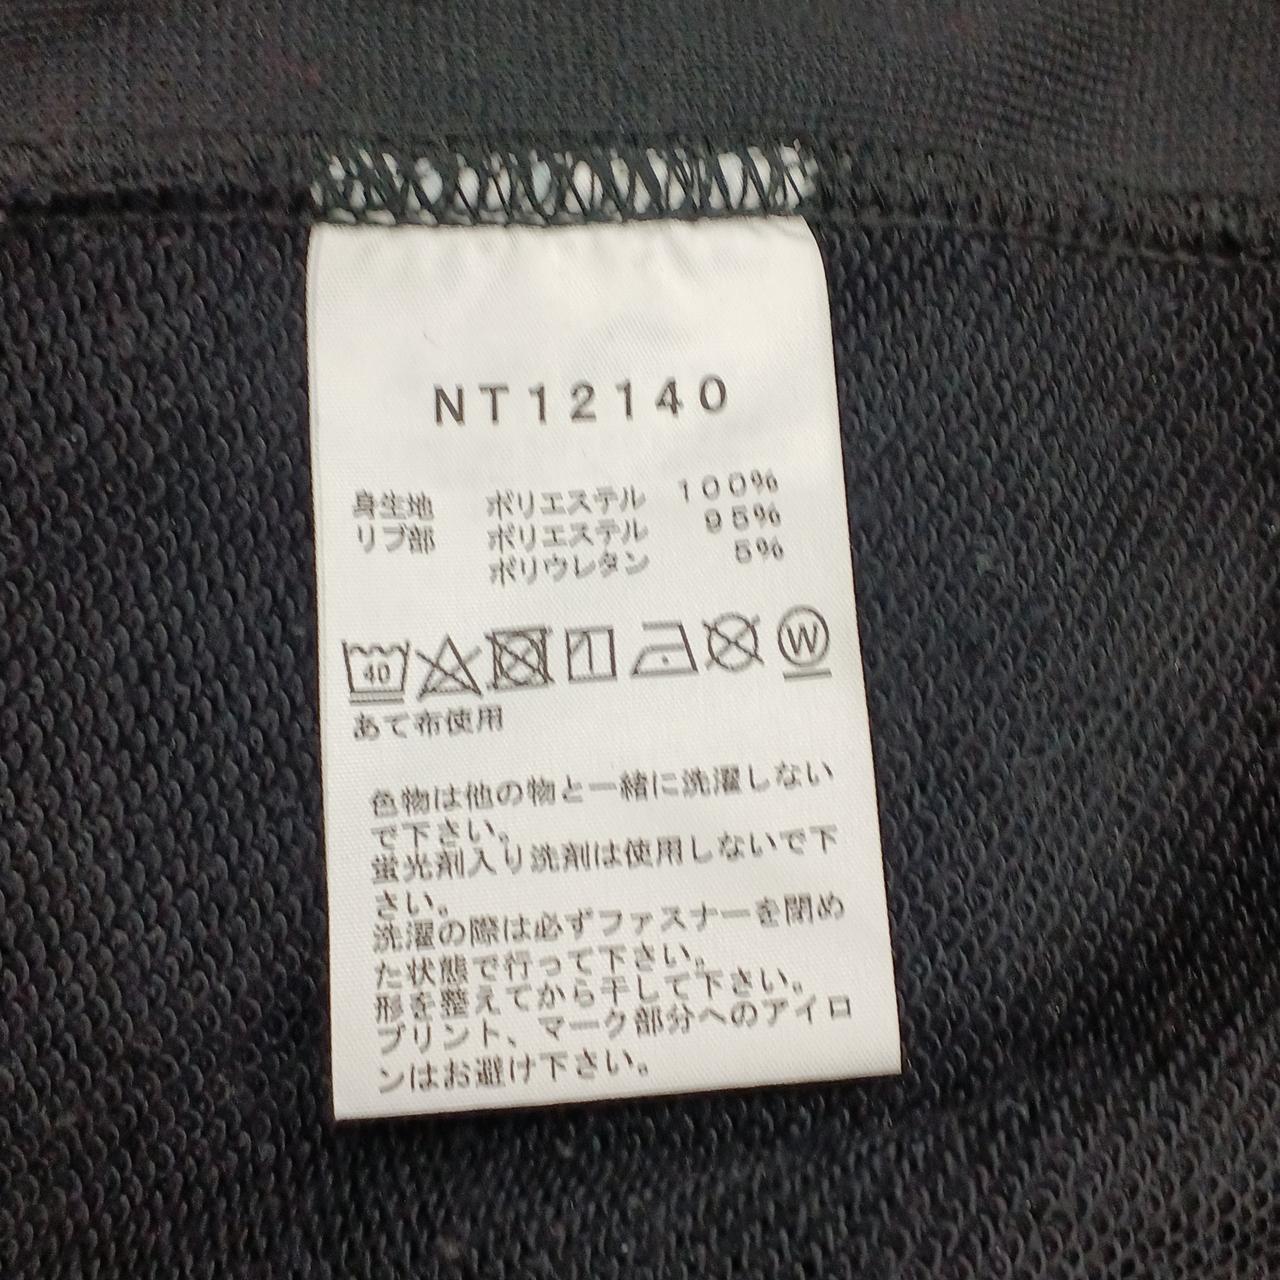 NT12140
身生地 ポリエステル 100%
リブ部 ポリエステル 95%
ポリウレタン 5%
40 W
あて布使用
色物は他の物と一緒に洗濯しない
で下さい。
蛍光剤入り洗剤は使用しないで下
さい。
洗濯の際は必ずファスナーを閉め
た状態で行って下さい。
形を整えてから干して下さい。
プリント、マーク部分へのアイロ
ンはお避け下さい。